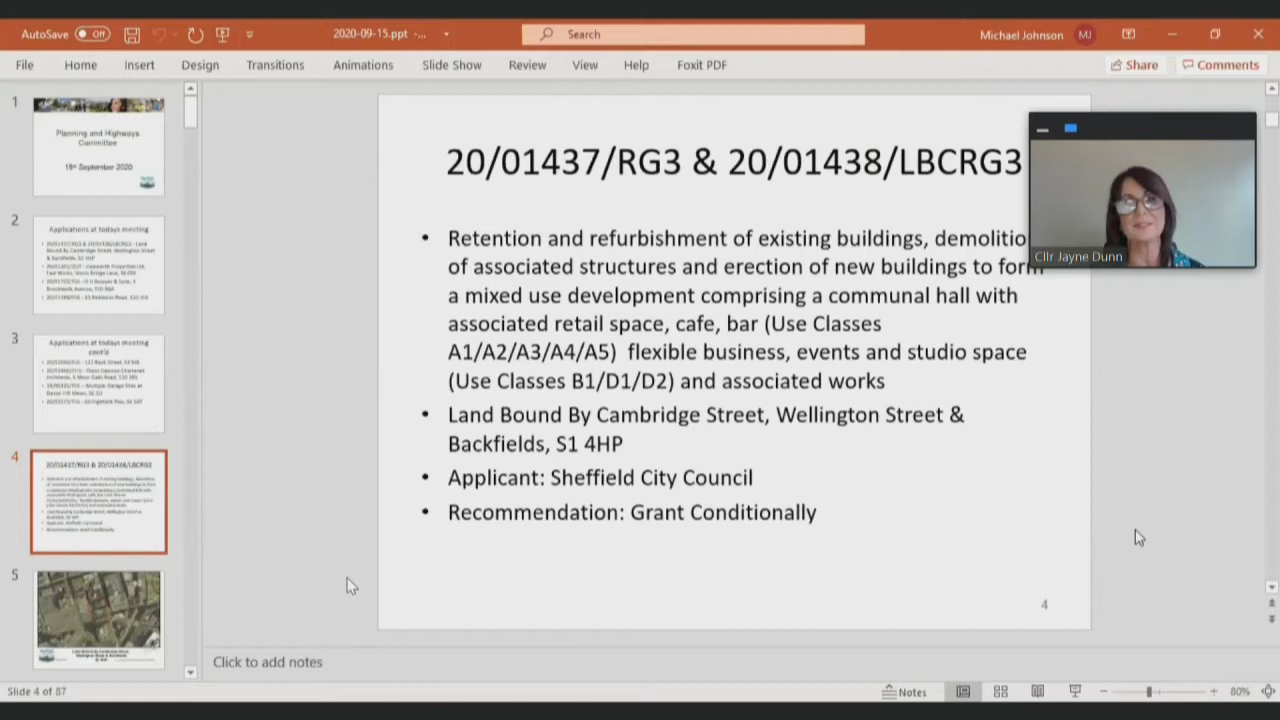 AutoSave Off
2020-09-15.ppt -...
Search
Michael Johnson MJ
File Home Insert Design Transitions Animations Slide Show Review View Help Foxit PDF
Share Comments
1
Planning and Highways
Committee
15th September 2020
2
Applications at todays meeting
3
Applications at todays meeting
cont'd
4
20/01437/RG3 & 20/01438/LBCRG3
5
20/01437/RG3 & 20/01438/LBCRG3
• Retention and refurbishment of existing buildings, demolitio
of associated structures and erection of new buildings to form
a mixed use development comprising a communal hall with
associated retail space, cafe, bar (Use Classes
A1/A2/A3/A4/A5) flexible business, events and studio space
(Use Classes B1/D1/D2) and associated works
• Land Bound By Cambridge Street, Wellington Street &
Backfields, S1 4HP
• Applicant: Sheffield City Council
• Recommendation: Grant Conditionally
4
Cllr Jayne Dunn
Click to add notes
Slide 4 of 87
Notes
80%